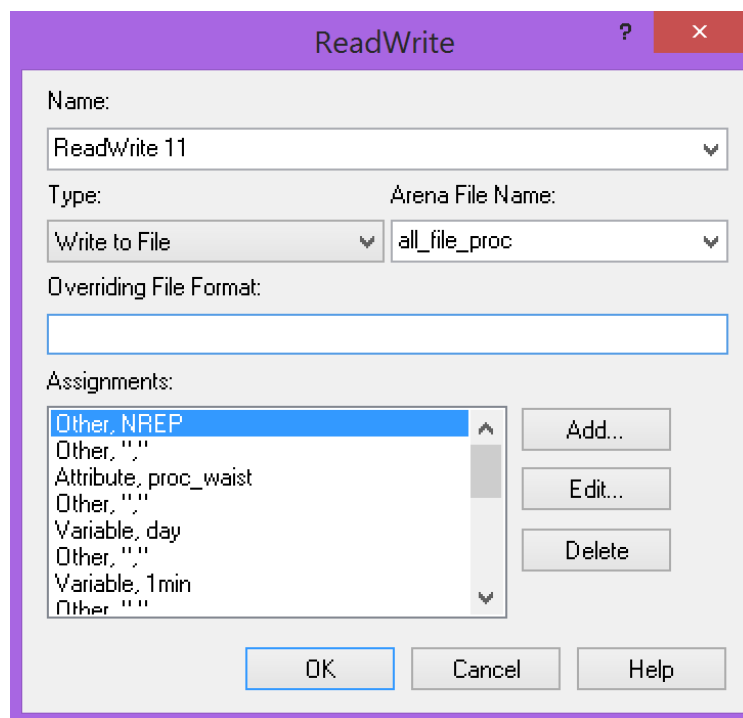 ReadWrite ? ×
Name:
ReadWrite 11
Type: Arena File Name:
Write to File all_file_proc
Overriding File Format:
Assignments:
Other, NREP
Other, ","
Attribute, proc_waist
Other, ","
Variable, day
Other, ","
Variable, 1min
Other, ","
Add...
Edit...
Delete
OK Cancel Help